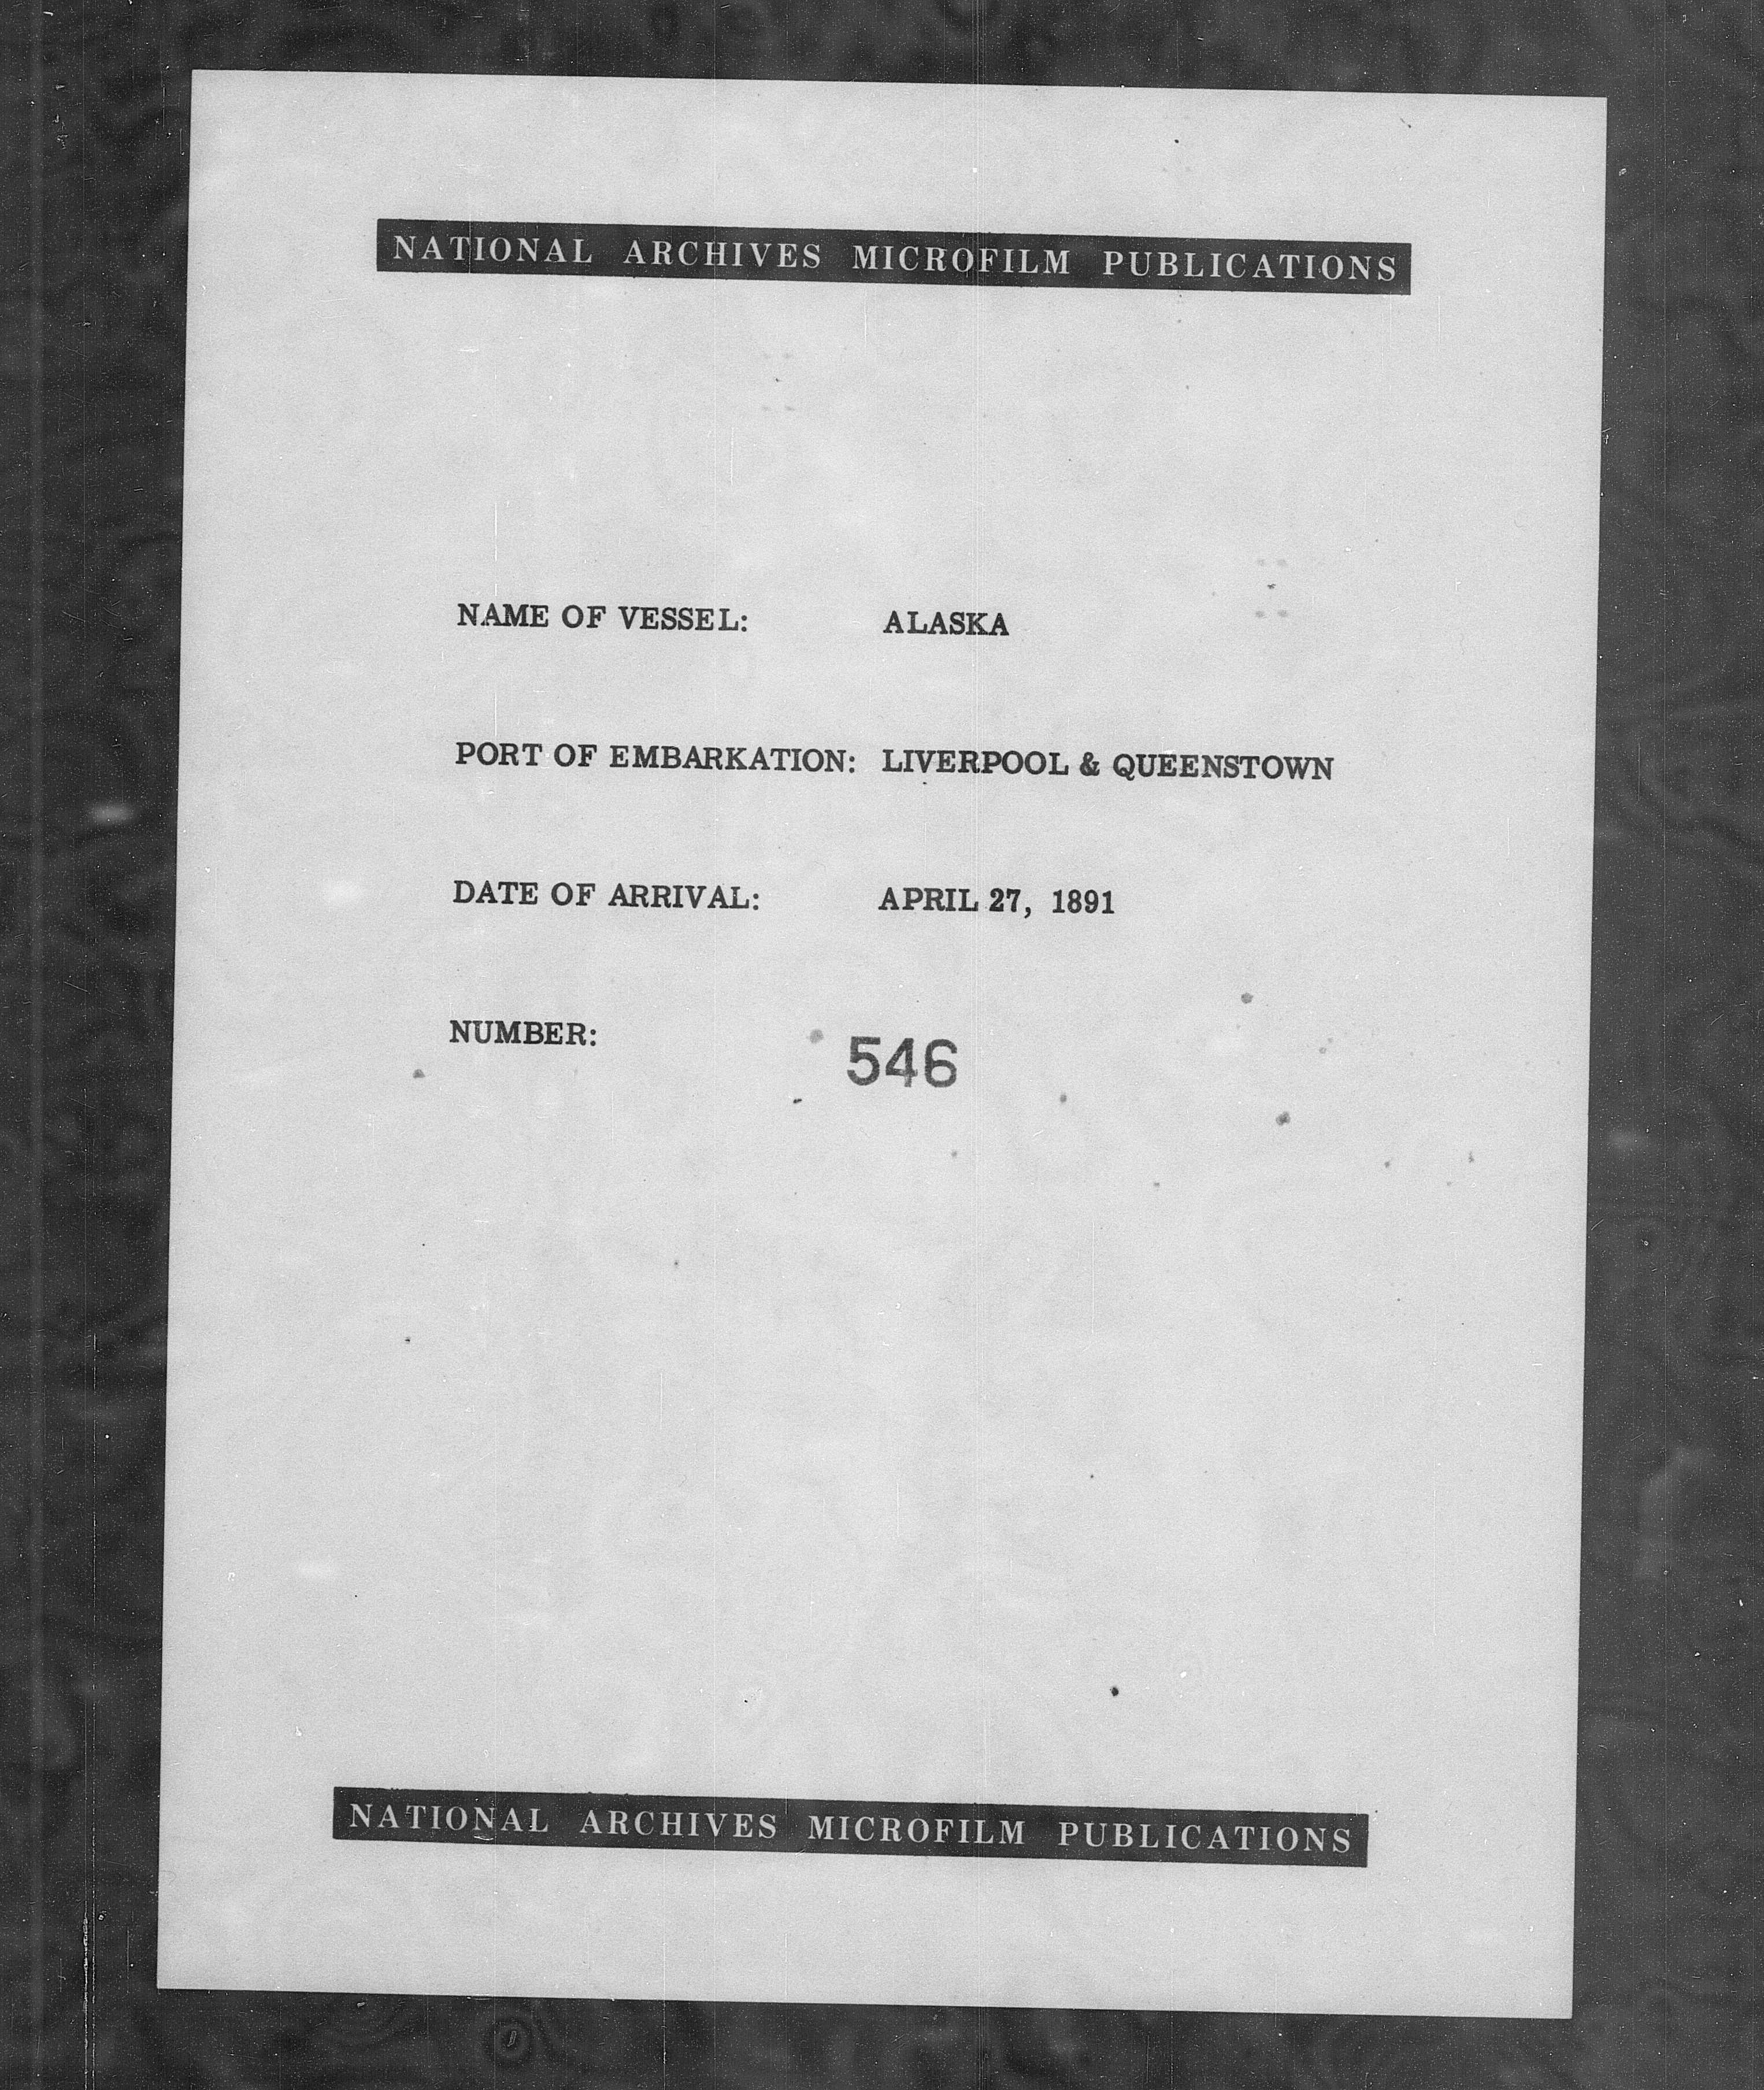 NATIONAL ARCHIVES MICROFILM PUBLICATIONS
NAME OF VESSEL: ALASKA
PORT OF EMBARKATION: LIVERPOOL & QUEENSTOWN
DATE OF ARRIVAL: APRIL 27, 1891
NUMBER: 546
NATIONAL ARCHIVES MICROFILM PUBLICATIONS